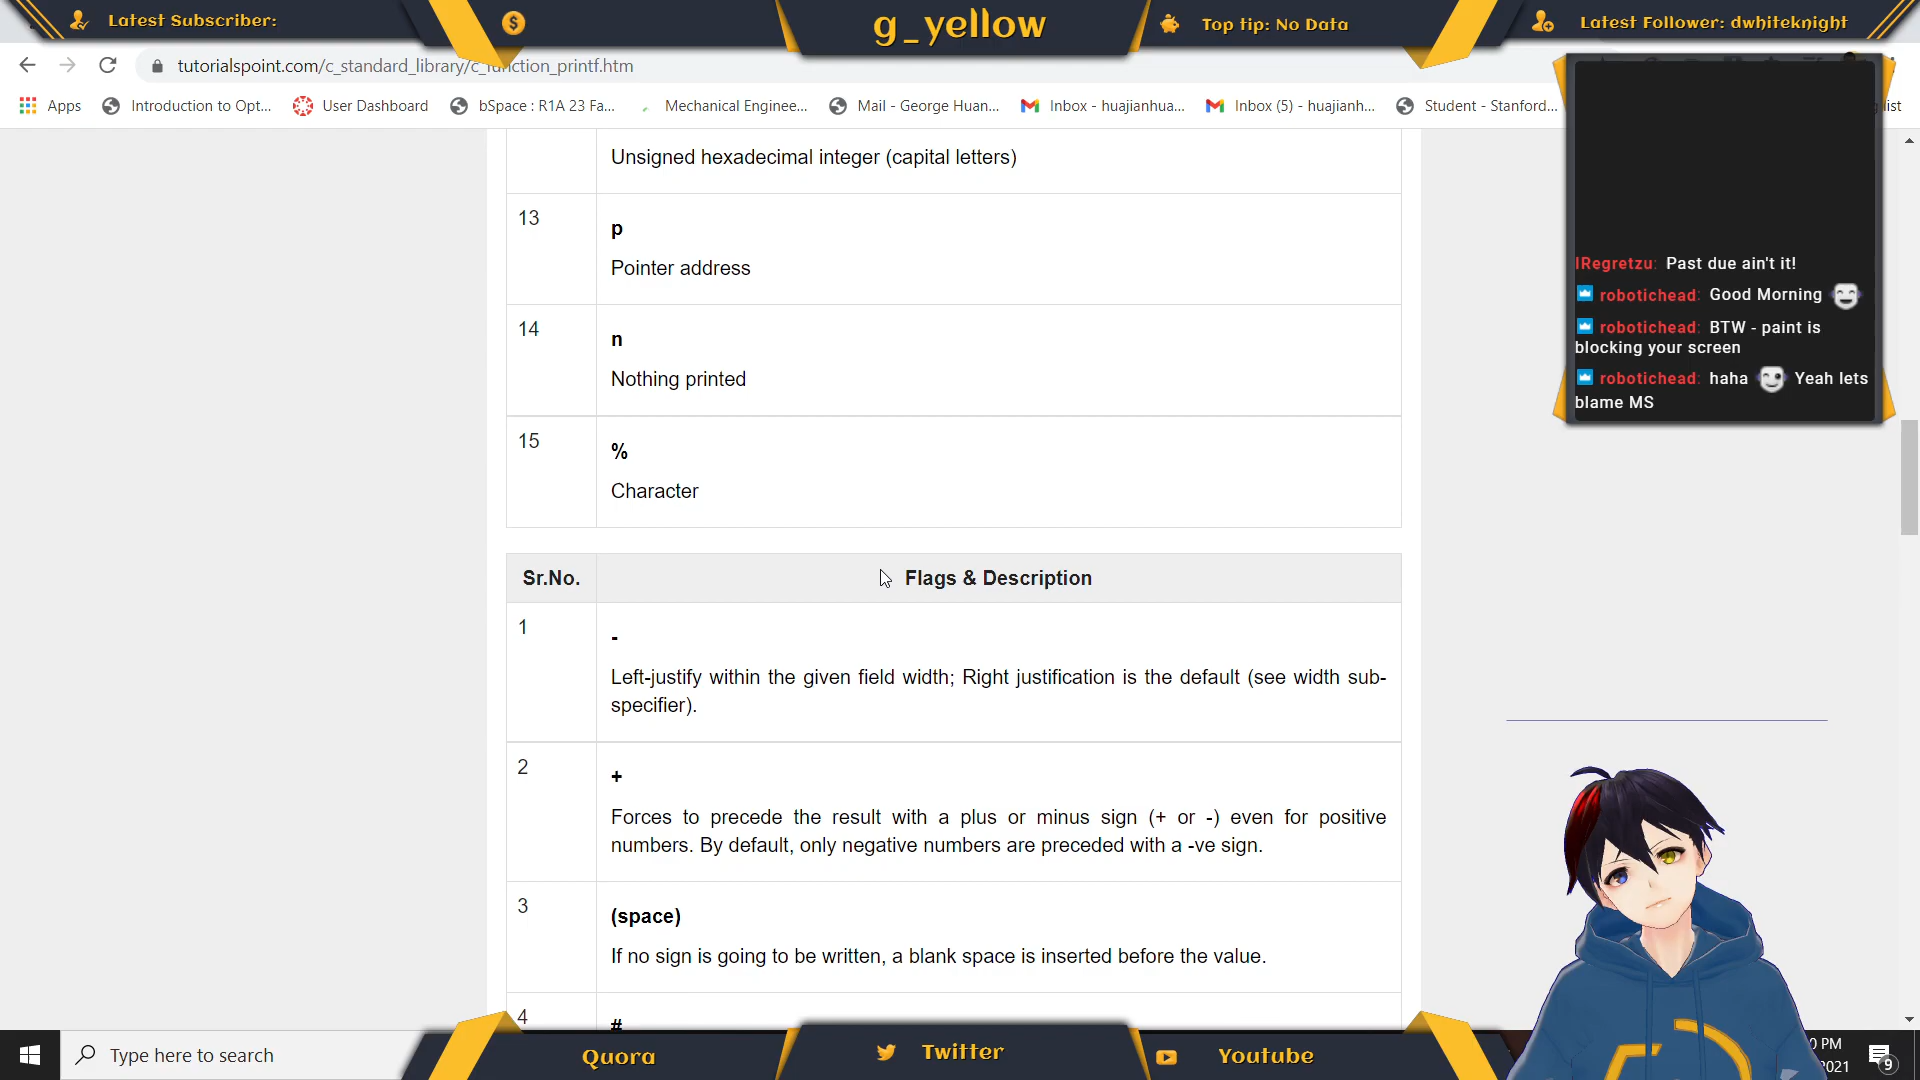 Latest Subscriber:
g_yellow
Top tip: No Data
Latest Follower: dwhiteknight
tutorialspoint.com/c_standard_library/c_function_printf.htm
Apps
Introduction to Opt...
User Dashboard
bSpace : R1A 23 Fa...
Mechanical Enginee...
Mail - George Huan...
Inbox - huajianhua...
Inbox (5) - huajianh...
Student - Stanford...
Unsigned hexadecimal integer (capital letters)
13
p
Pointer address
14
n
Nothing printed
15
%
Character
Sr.No. Flags & Description
1
-
Left-justify within the given field width; Right justification is the default (see width sub-
specifier).
2
+
Forces to precede the result with a plus or minus sign (+ or -) even for positive
numbers. By default, only negative numbers are preceded with a -ve sign.
3
(space)
If no sign is going to be written, a blank space is inserted before the value.
4
#
IRegretzu: Past due ain't it!
robotichead: Good Morning
robotichead: BTW - paint is
blocking your screen
robotichead: haha Yeah lets
blame MS
Type here to search
Quora
Twitter
Youtube
0 PM
2021
9